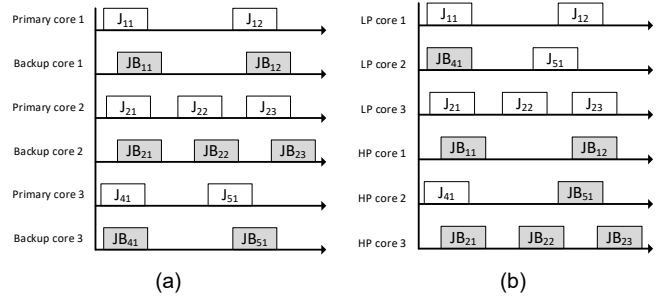 Primary core 1 J11 J12
Backup core 1 JB11 JB12
Primary core 2 J21 J22 J23
Backup core 2 JB21 JB22 JB23
Primary core 3 J41 J51
Backup core 3 JB41 JB51
(a)
LP core 1 J11 J12
LP core 2 JB41 J51
LP core 3 J21 J22 J23
HP core 1 JB11 JB12
HP core 2 J41 JB51
HP core 3 JB21 JB22 JB23
(b)